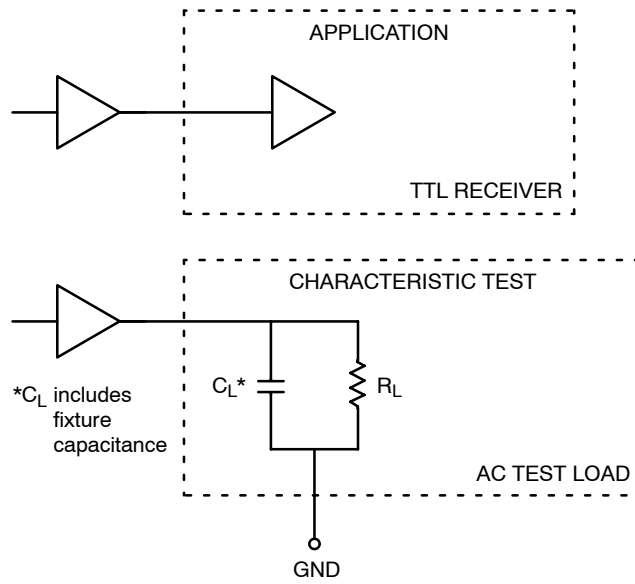 APPLICATION
TTL RECEIVER
CHARACTERISTIC TEST
*CL includes
fixture
capacitance
CL*
RL
AC TEST LOAD
GND